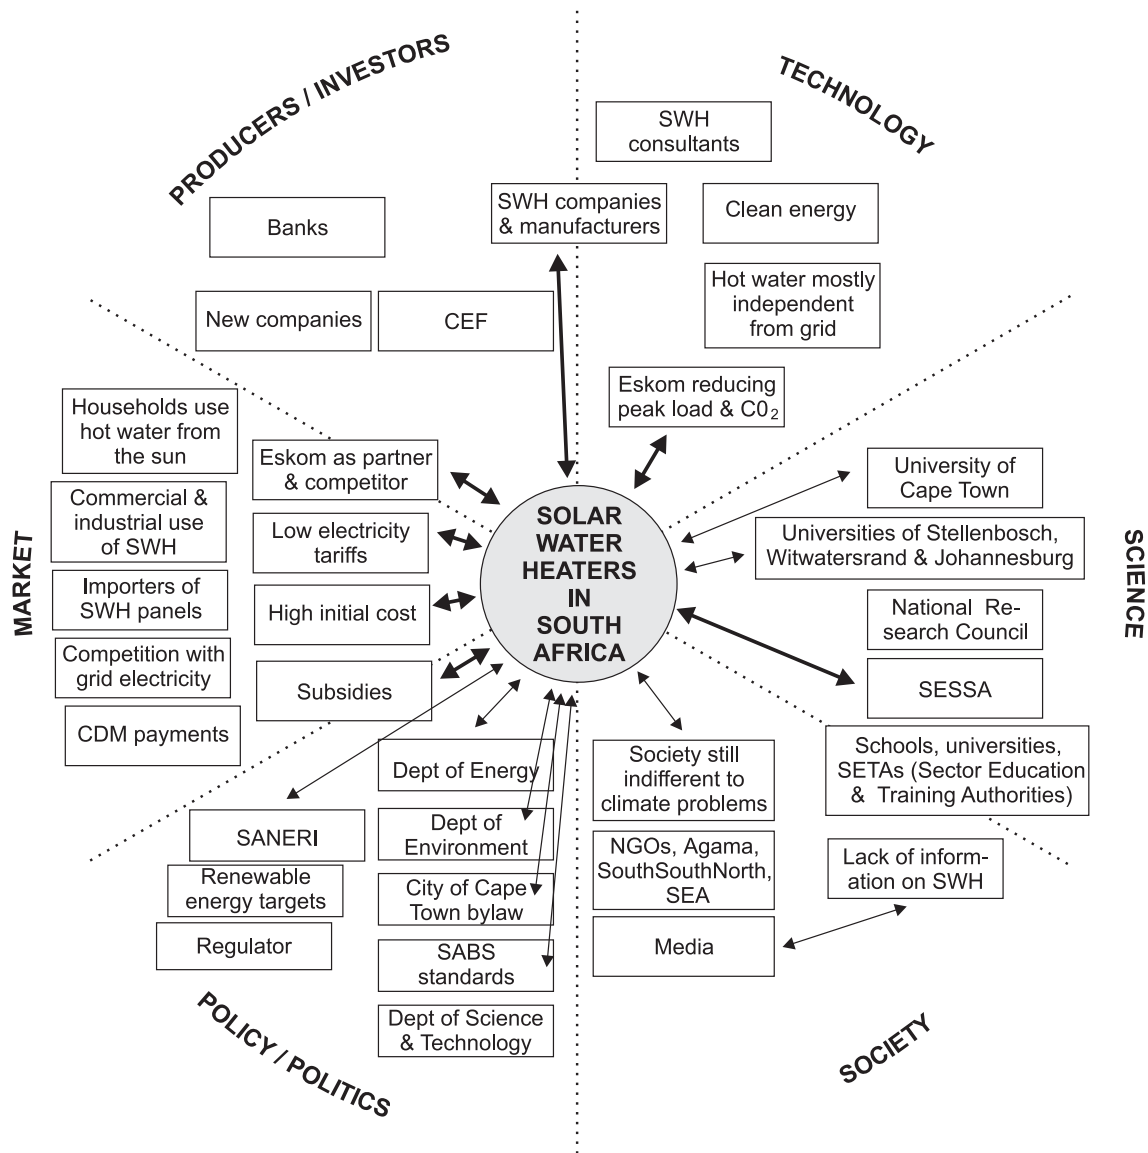 PRODUCERS / INVESTORS
TECHNOLOGY
SWH
consultants
SWH companies
& manufacturers
Clean energy
Banks
Hot water mostly
independent
from grid
New companies
CEF
Eskom reducing
peak load & C0₂
Households use
hot water from
the sun
Eskom as partner
& competitor
University of
Cape Town
Commercial &
industrial use
of SWH
Low electricity
tariffs
SOLAR
WATER
HEATERS
IN
SOUTH
AFRICA
Universities of Stellenbosch,
Witwatersrand & Johannesburg
MARKET
SCIENCE
Importers of
SWH panels
High initial cost
National Re-
search Council
Competition with
grid electricity
Subsidies
SESSA
CDM payments
Schools, universities,
SETAs (Sector Education
& Training Authorities)
Dept of Energy
Society still
indifferent to
climate problems
SANERI
Dept of
Environment
NGOs, Agama,
SouthSouthNorth,
SEA
Lack of inform-
ation on SWH
Renewable
energy targets
City of Cape
Town bylaw
Regulator
SABS
standards
Media
Dept of Science
& Technology
POLICY / POLITICS
SOCIETY